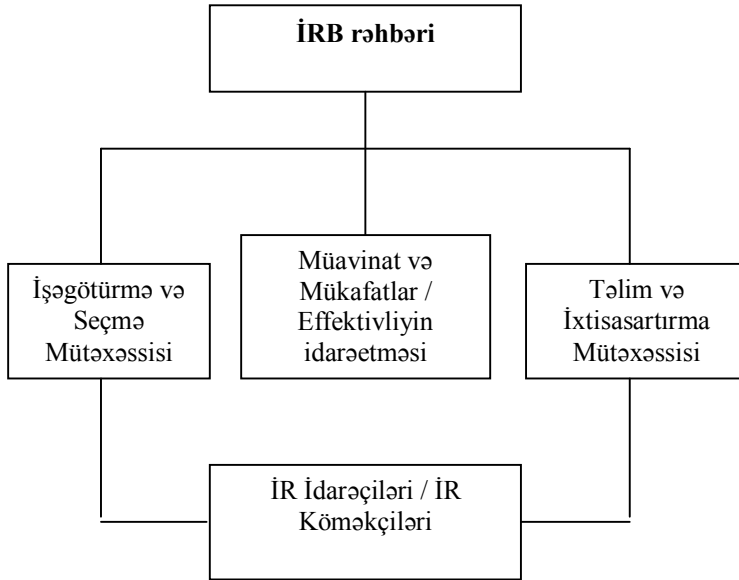 İRB rəhbəri
İşəgötürmə və
Seçmə
Mütəxəssisi
Müavinat və
Mükafatlar /
Effektivliyin
idarəetməsi
Təlim və
İxtisasartırma
Mütəxəssisi
İR İdarəçiləri / İR
Köməkçiləri